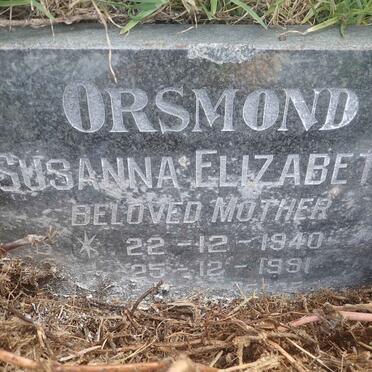 ORSMOND
SUSANNA ELIZABET
BELOVED MOTHER
* 22-12-1940
25-12-1991